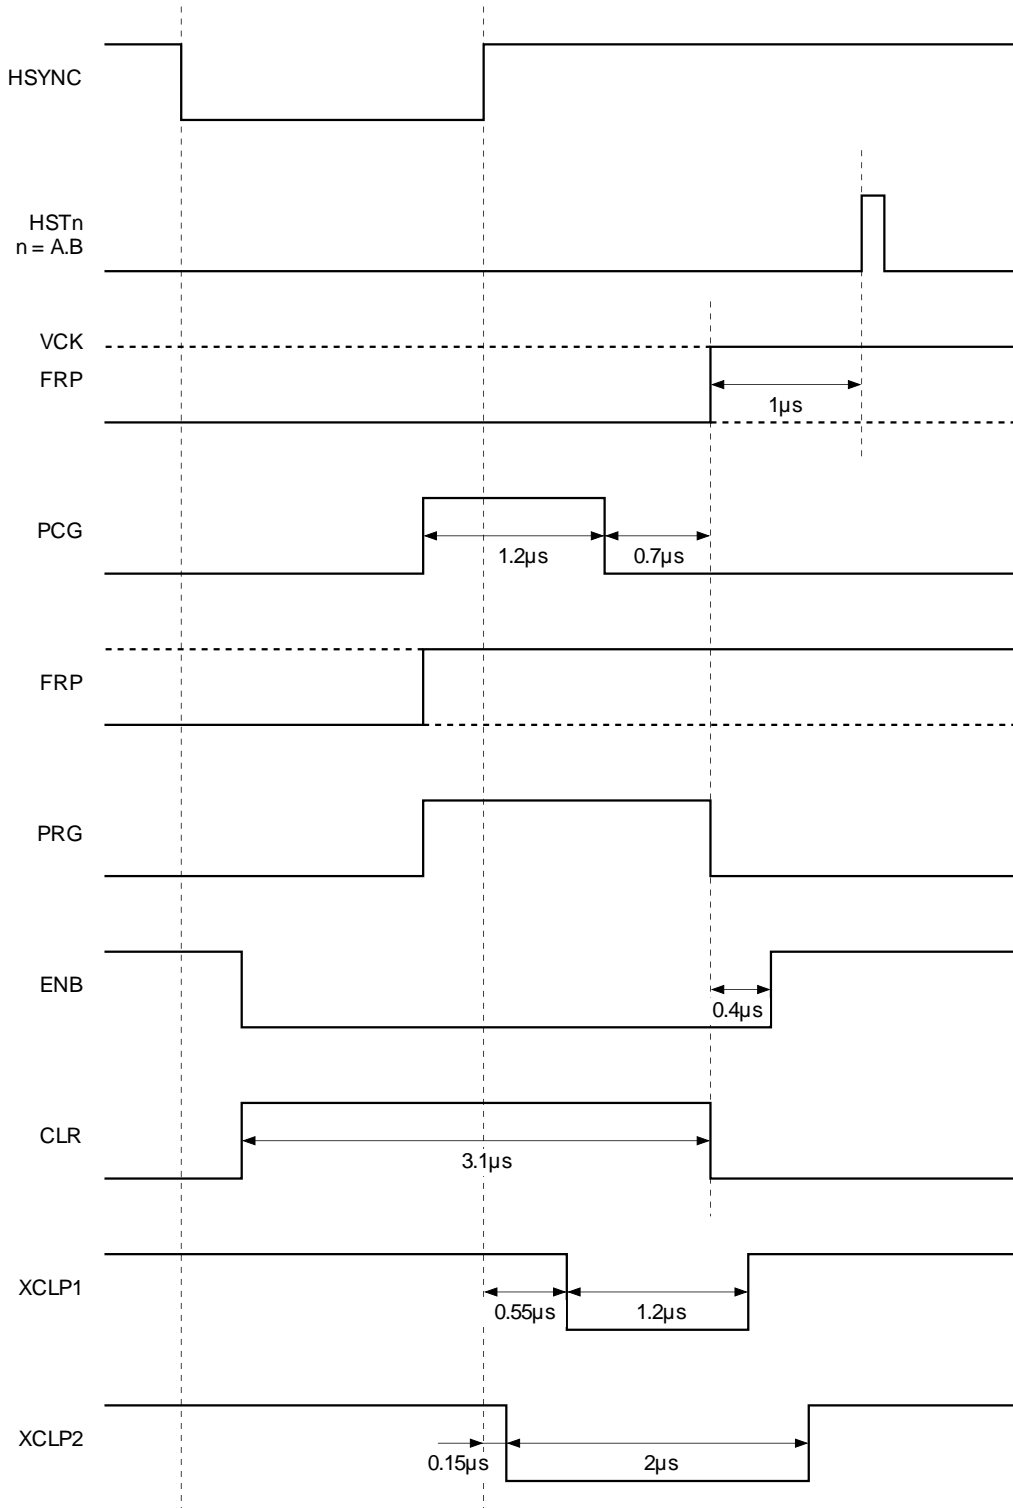 HSYNC
HSTn
n = A.B
VCK
FRP
1µs
PCG
1.2µs
0.7µs
FRP
PRG
ENB
0.4µs
CLR
3.1µs
XCLP1
0.55µs
1.2µs
XCLP2
0.15µs
2µs